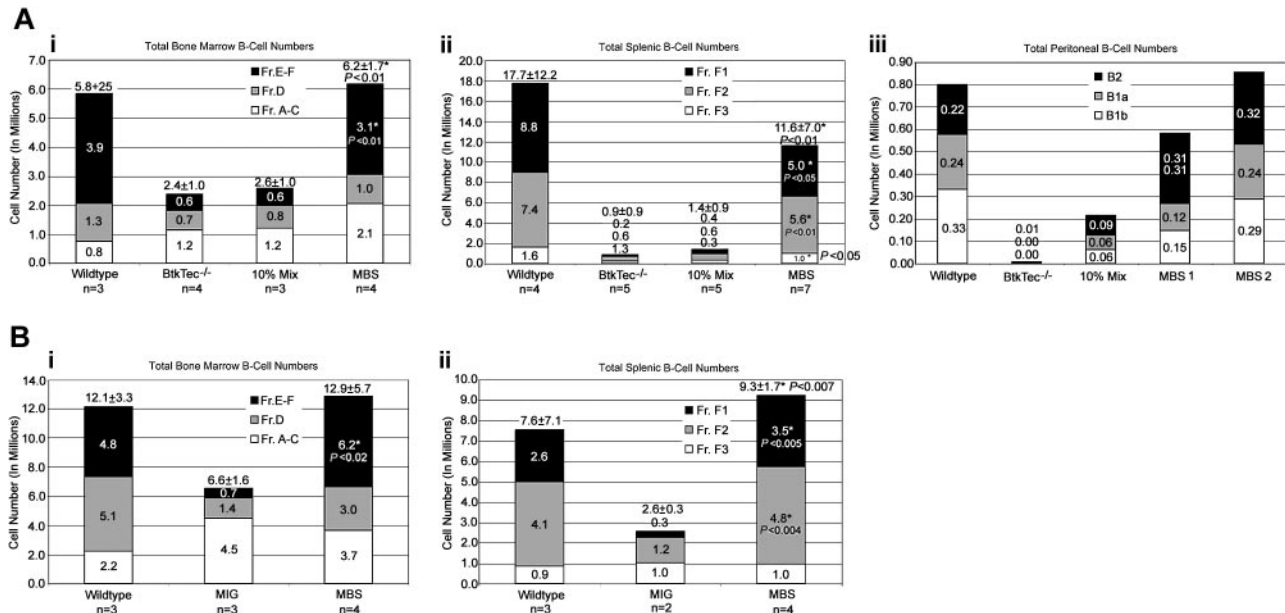 A
i
Total Bone Marrow B-Cell Numbers
Cell Number (In Millions)
7.0
6.0
5.0
4.0
3.0
2.0
1.0
0.0
Fr.E-F
Fr.D
Fr. A-C
5.8+25
3.9
1.3
0.8
2.4±1.0
0.6
0.7
1.2
2.6±1.0
0.6
0.8
1.2
6.2±1.7*
P<0.01
3.1*
P<0.01
1.0
2.1
Wildtype
n=3
BtkTec-/-
n=4
10% Mix
n=3
MBS
n=4
ii
Total Splenic B-Cell Numbers
Cell Number (In Millions)
20.0
18.0
16.0
14.0
12.0
10.0
8.0
6.0
4.0
2.0
0.0
Fr. F1
Fr. F2
Fr. F3
17.7±12.2
8.8
7.4
1.6
0.9±0.9
0.2
0.6
1.3
1.4±0.9
0.4
0.6
0.3
11.6±7.0*
P<0.01
5.0 *
P<0.05
5.6*
P<0.01
1.0 * P<0.05
Wildtype
n=4
BtkTec-/-
n=5
10% Mix
n=5
MBS
n=7
iii
Total Peritoneal B-Cell Numbers
Cell Number (In Millions)
0.90
0.80
0.70
0.60
0.50
0.40
0.30
0.20
0.10
0.00
B2
B1a
B1b
0.22
0.24
0.33
0.01
0.00
0.00
0.09
0.06
0.06
0.31
0.31
0.12
0.15
0.32
0.24
0.29
Wildtype
BtkTec-/-
10% Mix
MBS 1
MBS 2
B
i
Total Bone Marrow B-Cell Numbers
Cell Number (In Millions)
14.0
12.0
10.0
8.0
6.0
4.0
2.0
0.0
Fr.E-F
Fr.D
Fr. A-C
12.1±3.3
4.8
5.1
2.2
6.6±1.6
0.7
1.4
4.5
12.9±5.7
6.2*
P<0.02
3.0
3.7
Wildtype
n=3
MIG
n=3
MBS
n=4
ii
Total Splenic B-Cell Numbers
Cell Number (In Millions)
10.0
9.0
8.0
7.0
6.0
5.0
4.0
3.0
2.0
1.0
0.0
Fr. F1
Fr. F2
Fr. F3
7.6±7.1
2.6
4.1
0.9
2.6±0.3
0.3
1.2
1.0
9.3±1.7* P<0.007
3.5*
P<0.005
4.8*
P<0.004
1.0
Wildtype
n=3
MIG
n=2
MBS
n=4